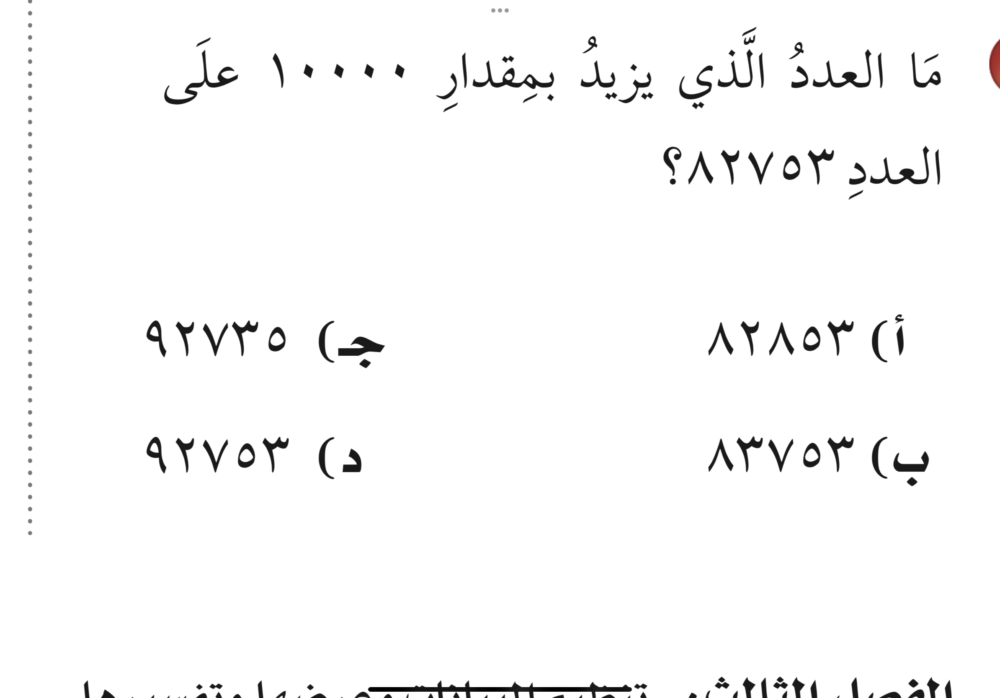 مَا العددُ الَّذي يزيدُ بمِقدارِ ١٠٠٠٠ علَى
العددِ ٨٢٧٥٣؟
أ) ٨٢٨٥٣ جـ) ٩٢٧٣٥
ب) ٨٣٧٥٣ د) ٩٢٧٥٣